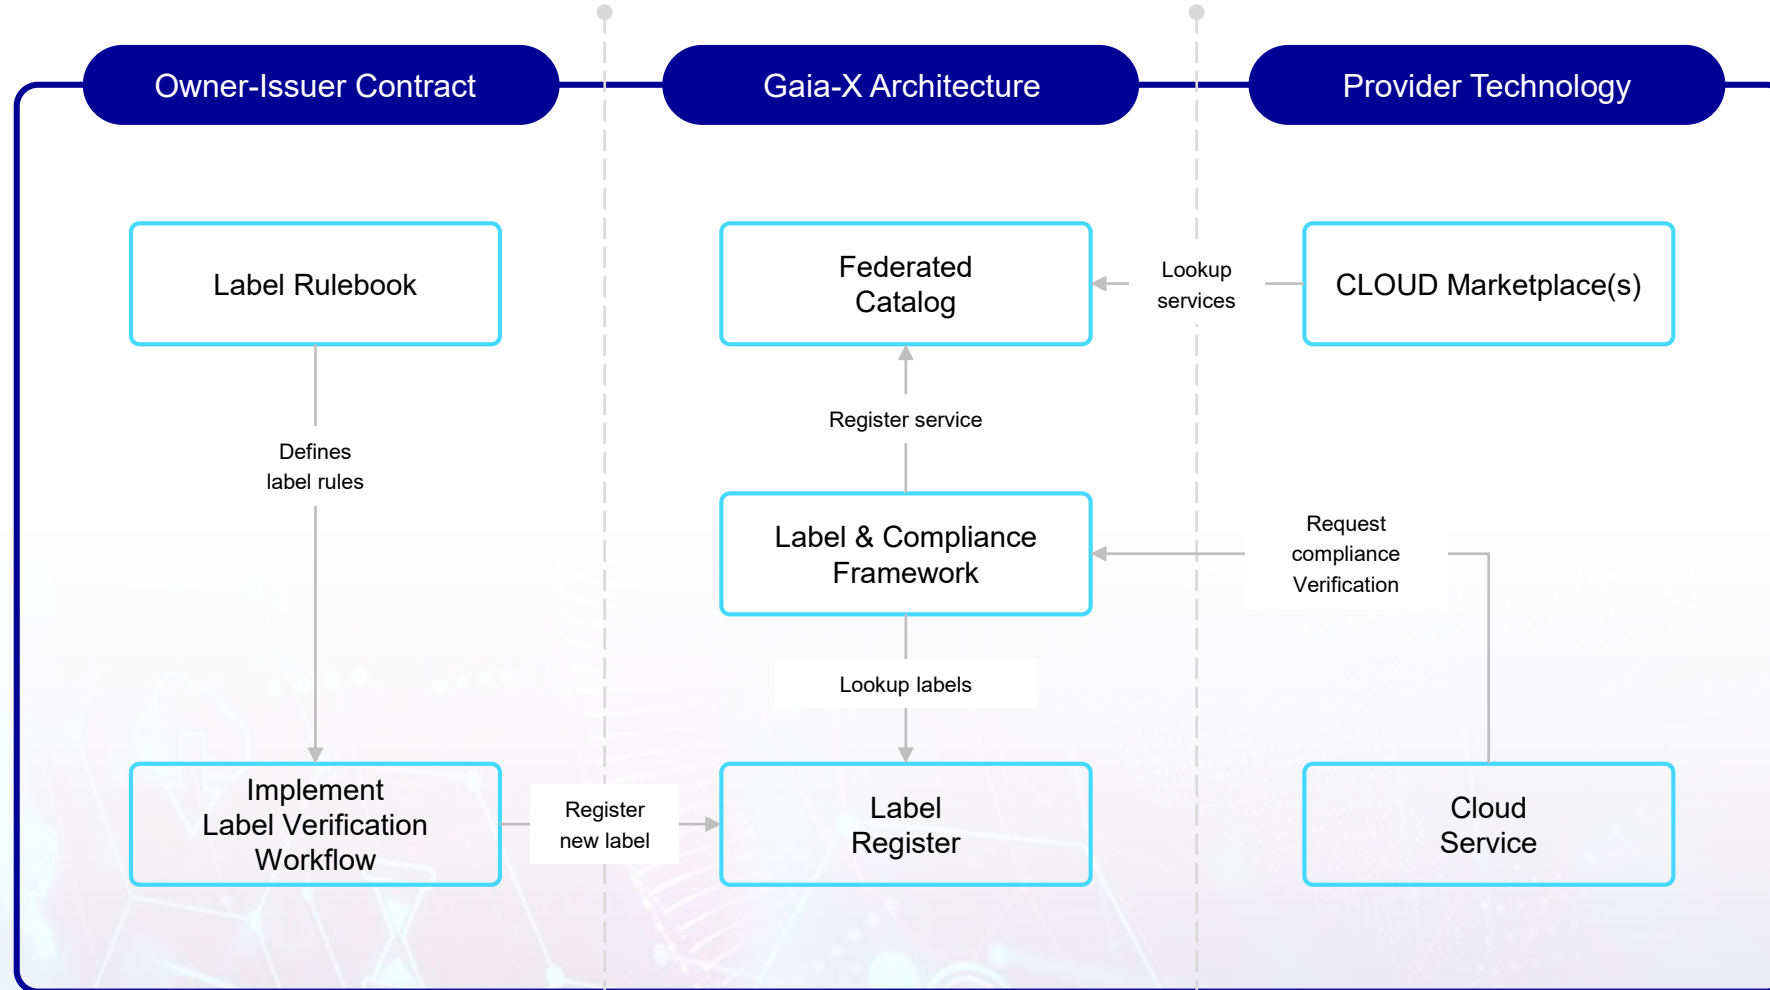 Owner-Issuer Contract
Gaia-X Architecture
Provider Technology
Label Rulebook
Federated
Catalog
Lookup
services
CLOUD Marketplace(s)
Register service
Defines
label rules
Label & Compliance
Framework
Request
compliance
Verification
Lookup labels
Implement
Label Verification
Workflow
Register
new label
Label
Register
Cloud
Service